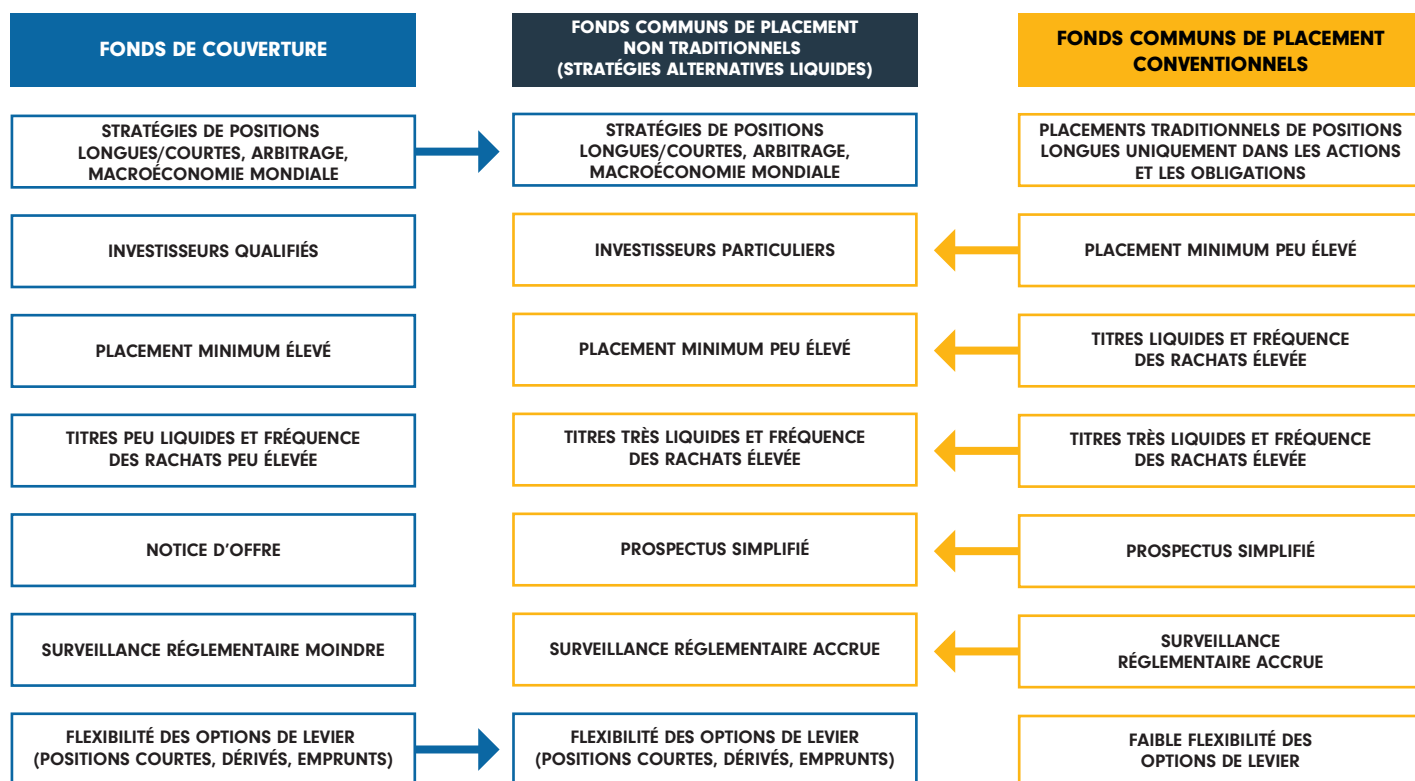 FONDS DE COUVERTURE
FONDS COMMUNS DE PLACEMENT
NON TRADITIONNELS
(STRATÉGIES ALTERNATIVES LIQUIDES)
FONDS COMMUNS DE PLACEMENT
CONVENTIONNELS
STRATÉGIES DE POSITIONS
LONGUES/COURTES, ARBITRAGE,
MACROÉCONOMIE MONDIALE
STRATÉGIES DE POSITIONS
LONGUES/COURTES, ARBITRAGE,
MACROÉCONOMIE MONDIALE
PLACEMENTS TRADITIONNELS DE POSITIONS
LONGUES UNIQUEMENT DANS LES ACTIONS
ET LES OBLIGATIONS
INVESTISSEURS QUALIFIÉS
INVESTISSEURS PARTICULIERS
PLACEMENT MINIMUM PEU ÉLEVÉ
PLACEMENT MINIMUM ÉLEVÉ
PLACEMENT MINIMUM PEU ÉLEVÉ
TITRES LIQUIDES ET FRÉQUENCE
DES RACHATS ÉLEVÉE
TITRES PEU LIQUIDES ET FRÉQUENCE
DES RACHATS PEU ÉLEVÉE
TITRES TRÈS LIQUIDES ET FRÉQUENCE
DES RACHATS ÉLEVÉE
TITRES TRÈS LIQUIDES ET FRÉQUENCE
DES RACHATS ÉLEVÉE
NOTICE D’OFFRE
PROSPECTUS SIMPLIFIÉ
PROSPECTUS SIMPLIFIÉ
SURVEILLANCE RÉGLEMENTAIRE MOINDRE
SURVEILLANCE RÉGLEMENTAIRE ACCRUE
SURVEILLANCE
RÉGLEMENTAIRE ACCRUE
FLEXIBILITÉ DES OPTIONS DE LEVIER
(POSITIONS COURTES, DÉRIVÉS, EMPRUNTS)
FLEXIBILITÉ DES OPTIONS DE LEVIER
(POSITIONS COURTES, DÉRIVÉS, EMPRUNTS)
FAIBLE FLEXIBILITÉ DES
OPTIONS DE LEVIER